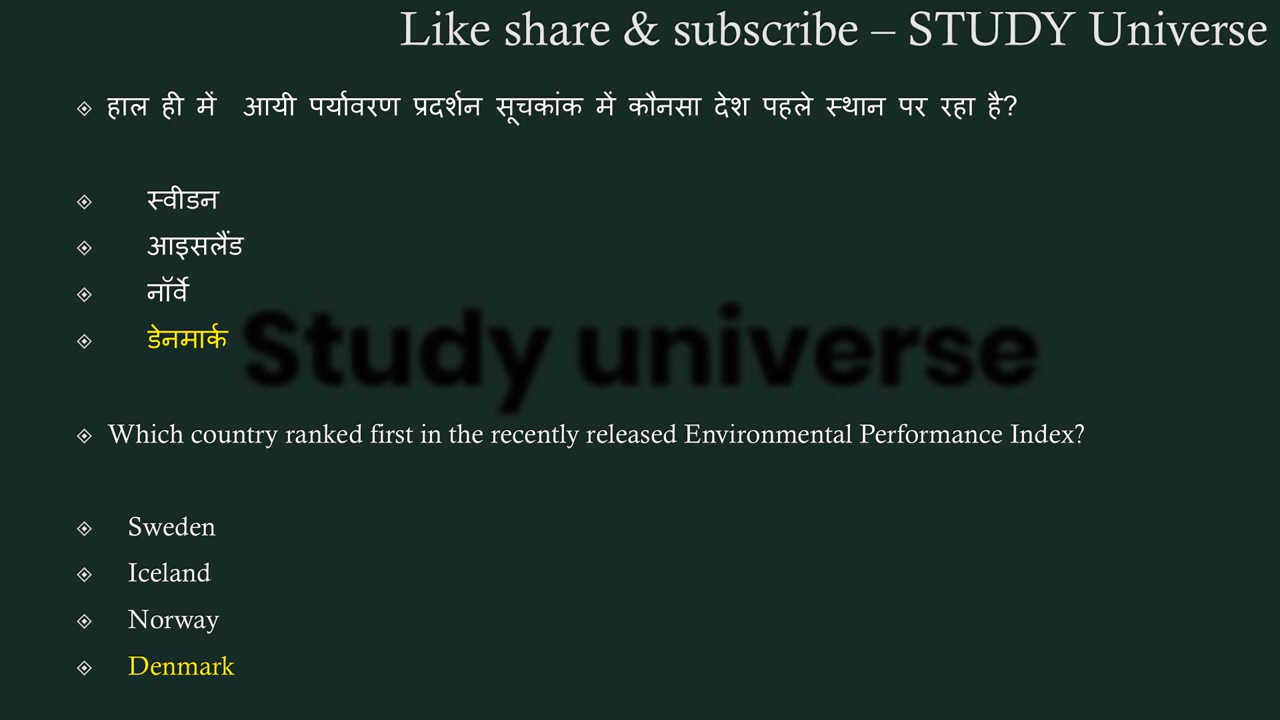 Like share & subscribe – STUDY Universe
हाल ही में आयी पर्यावरण प्रदर्शन सूचकांक में कौनसा देश पहले स्थान पर रहा है?
स्वीडन
आइसलैंड
नॉर्वे
डेनमार्क
Study universe
Which country ranked first in the recently released Environmental Performance Index?
Sweden
Iceland
Norway
Denmark